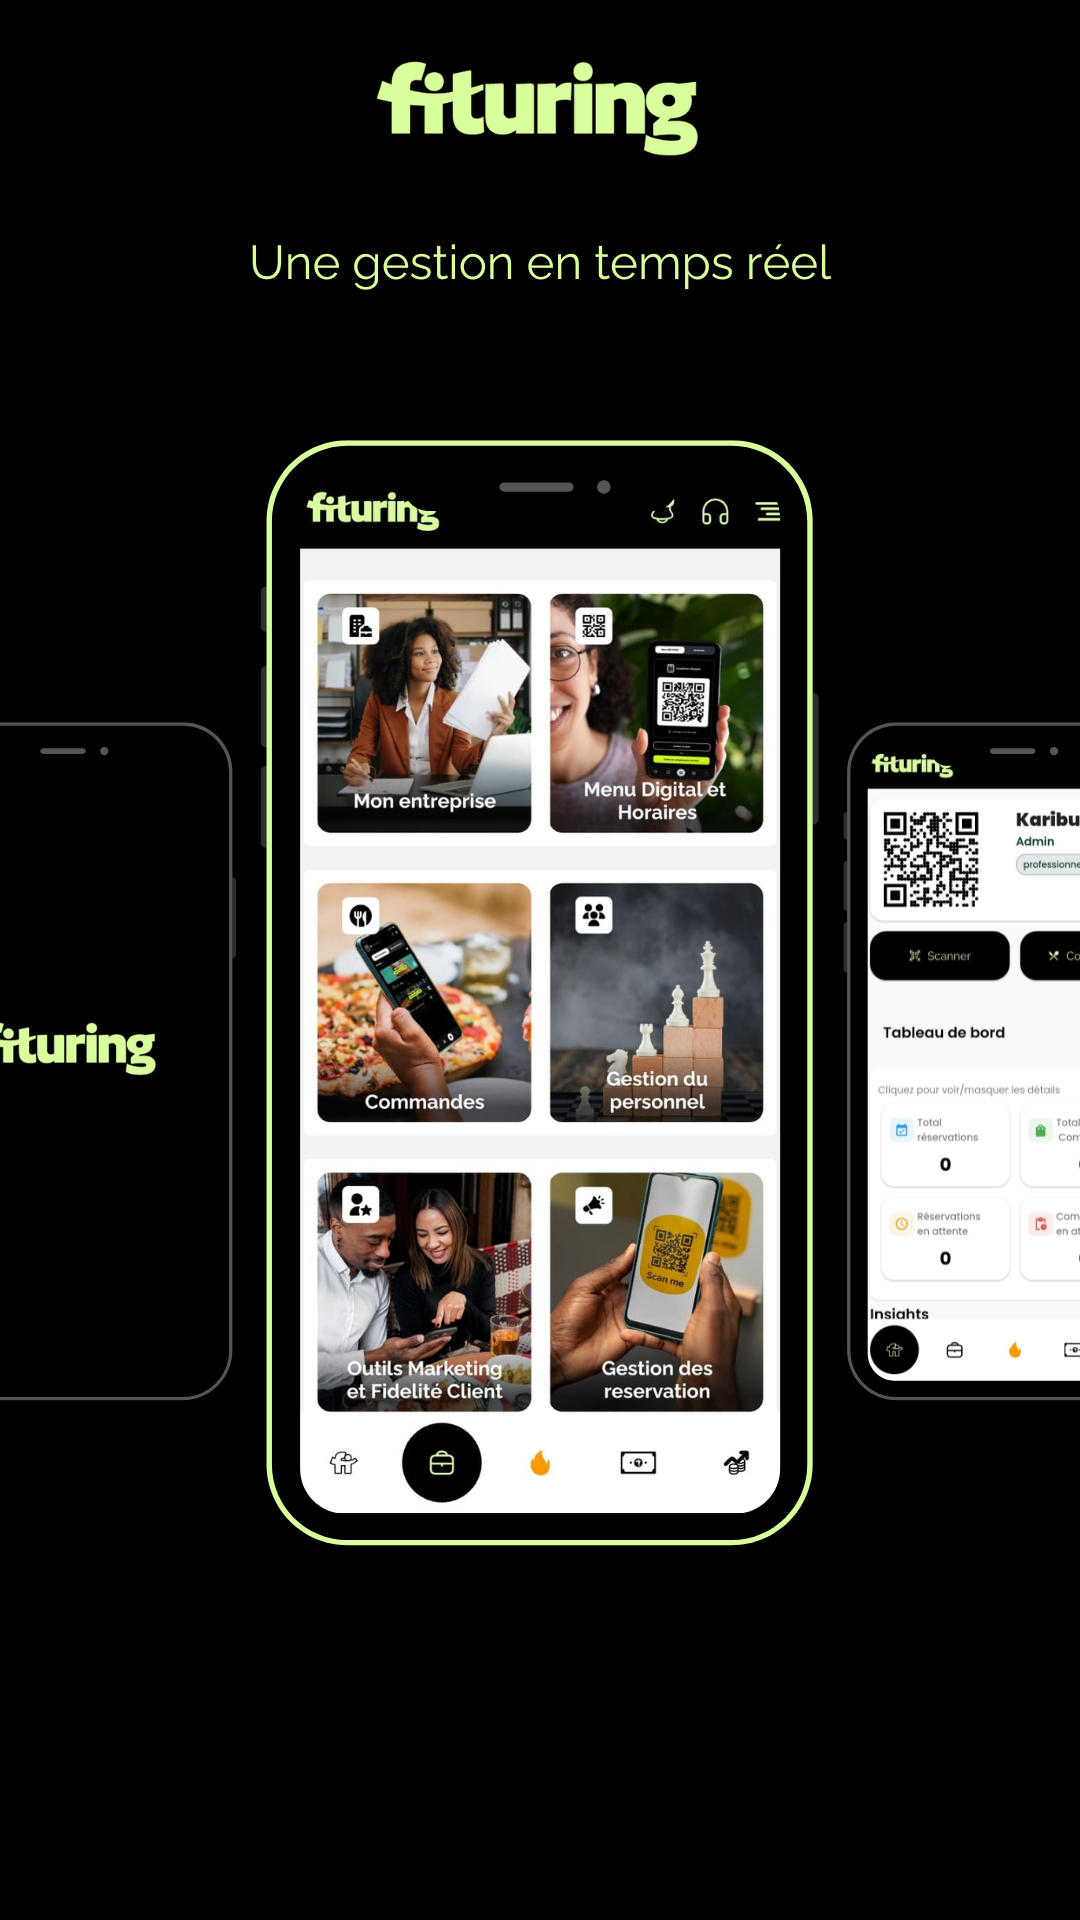 fituring
Une gestion en temps réel
fituring
Mon entreprise
Menu Digital et
Horaires
Commandes
Gestion du
personnel
Outils Marketing
et Fidelité Client
Scan me
Gestion des
reservation
fituring
fituring
Karibu
Admin
professionne
Scanner
Co
Tableau de bord
Cliquez pour voir/masquer les détails
Total
réservations
0
Total
Com
Réservations
en attente
0
Com
en at
Insights